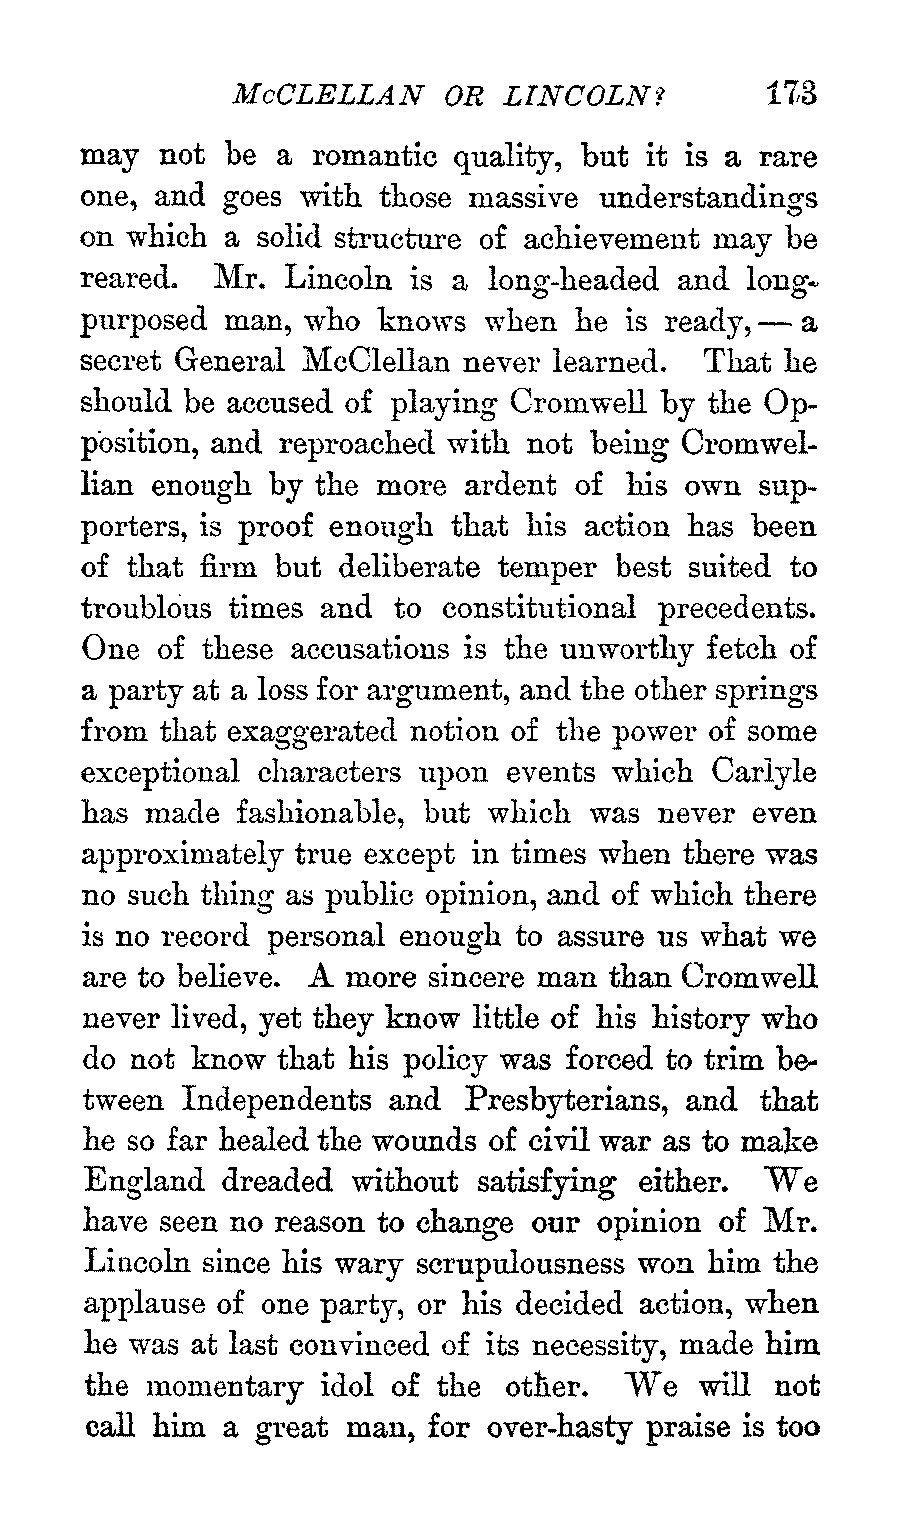 McCLELLAN OR LINCOLN? 173
may not be a romantic quality, but it is a rare
one, and goes with those massive understandings
on which a solid structure of achievement may be
reared. Mr. Lincoln is a long-headed and long-
purposed man, who knows when he is ready, — a
secret General McClellan never learned. That he
should be accused of playing Cromwell by the Op-
position, and reproached with not being Cromwel-
lian enough by the more ardent of his own sup-
porters, is proof enough that his action has been
of that firm but deliberate temper best suited to
troublous times and to constitutional precedents.
One of these accusations is the unworthy fetch of
a party at a loss for argument, and the other springs
from that exaggerated notion of the power of some
exceptional characters upon events which Carlyle
has made fashionable, but which was never even
approximately true except in times when there was
no such thing as public opinion, and of which there
is no record personal enough to assure us what we
are to believe. A more sincere man than Cromwell
never lived, yet they know little of his history who
do not know that his policy was forced to trim be-
tween Independents and Presbyterians, and that
he so far healed the wounds of civil war as to make
England dreaded without satisfying either. We
have seen no reason to change our opinion of Mr.
Lincoln since his wary scrupulousness won him the
applause of one party, or his decided action, when
he was at last convinced of its necessity, made him
the momentary idol of the other. We will not
call him a great man, for over-hasty praise is too